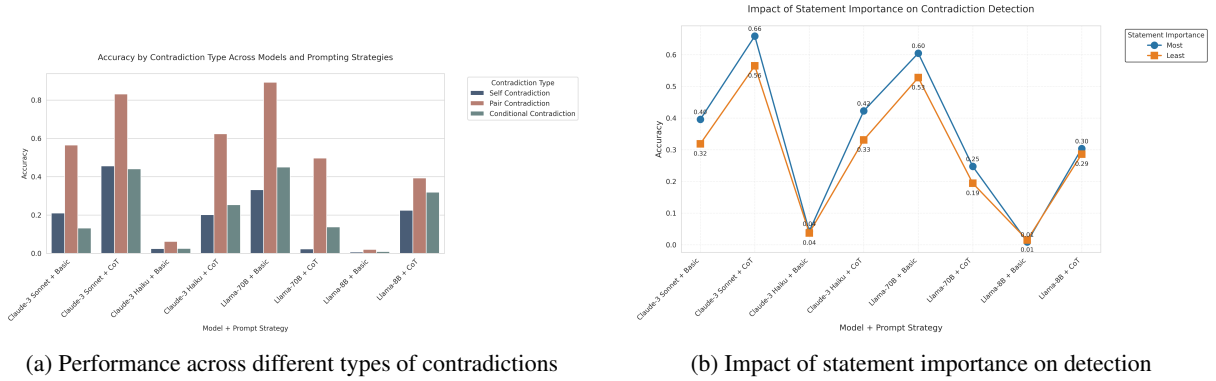 Accuracy by Contradiction Type Across Models and Prompting Strategies
Contradiction Type
Self Contradiction
Pair Contradiction
Conditional Contradiction
Accuracy
0.8
0.6
0.4
0.2
0.0
Claude-3 Sonnet + Basic
Claude-3 Sonnet + CoT
Claude-3 Haiku + Basic
Claude-3 Haiku + CoT
Llama-70B + Basic
Llama-70B + CoT
Llama-8B + Basic
Llama-8B + CoT
Model + Prompt Strategy
(a) Performance across different types of contradictions
Impact of Statement Importance on Contradiction Detection
Statement Importance
Most
Least
Accuracy
0.6
0.5
0.4
0.3
0.2
0.1
0.0
0.40
0.66
0.42
0.60
0.25
0.01
0.30
0.32
0.56
0.04
0.33
0.53
0.19
0.01
0.29
Claude-3 Sonnet + Basic
Claude-3 Sonnet + CoT
Claude-3 Haiku + Basic
Claude-3 Haiku + CoT
Llama-70B + Basic
Llama-70B + CoT
Llama-8B + Basic
Llama-8B + CoT
Model + Prompt Strategy
(b) Impact of statement importance on detection